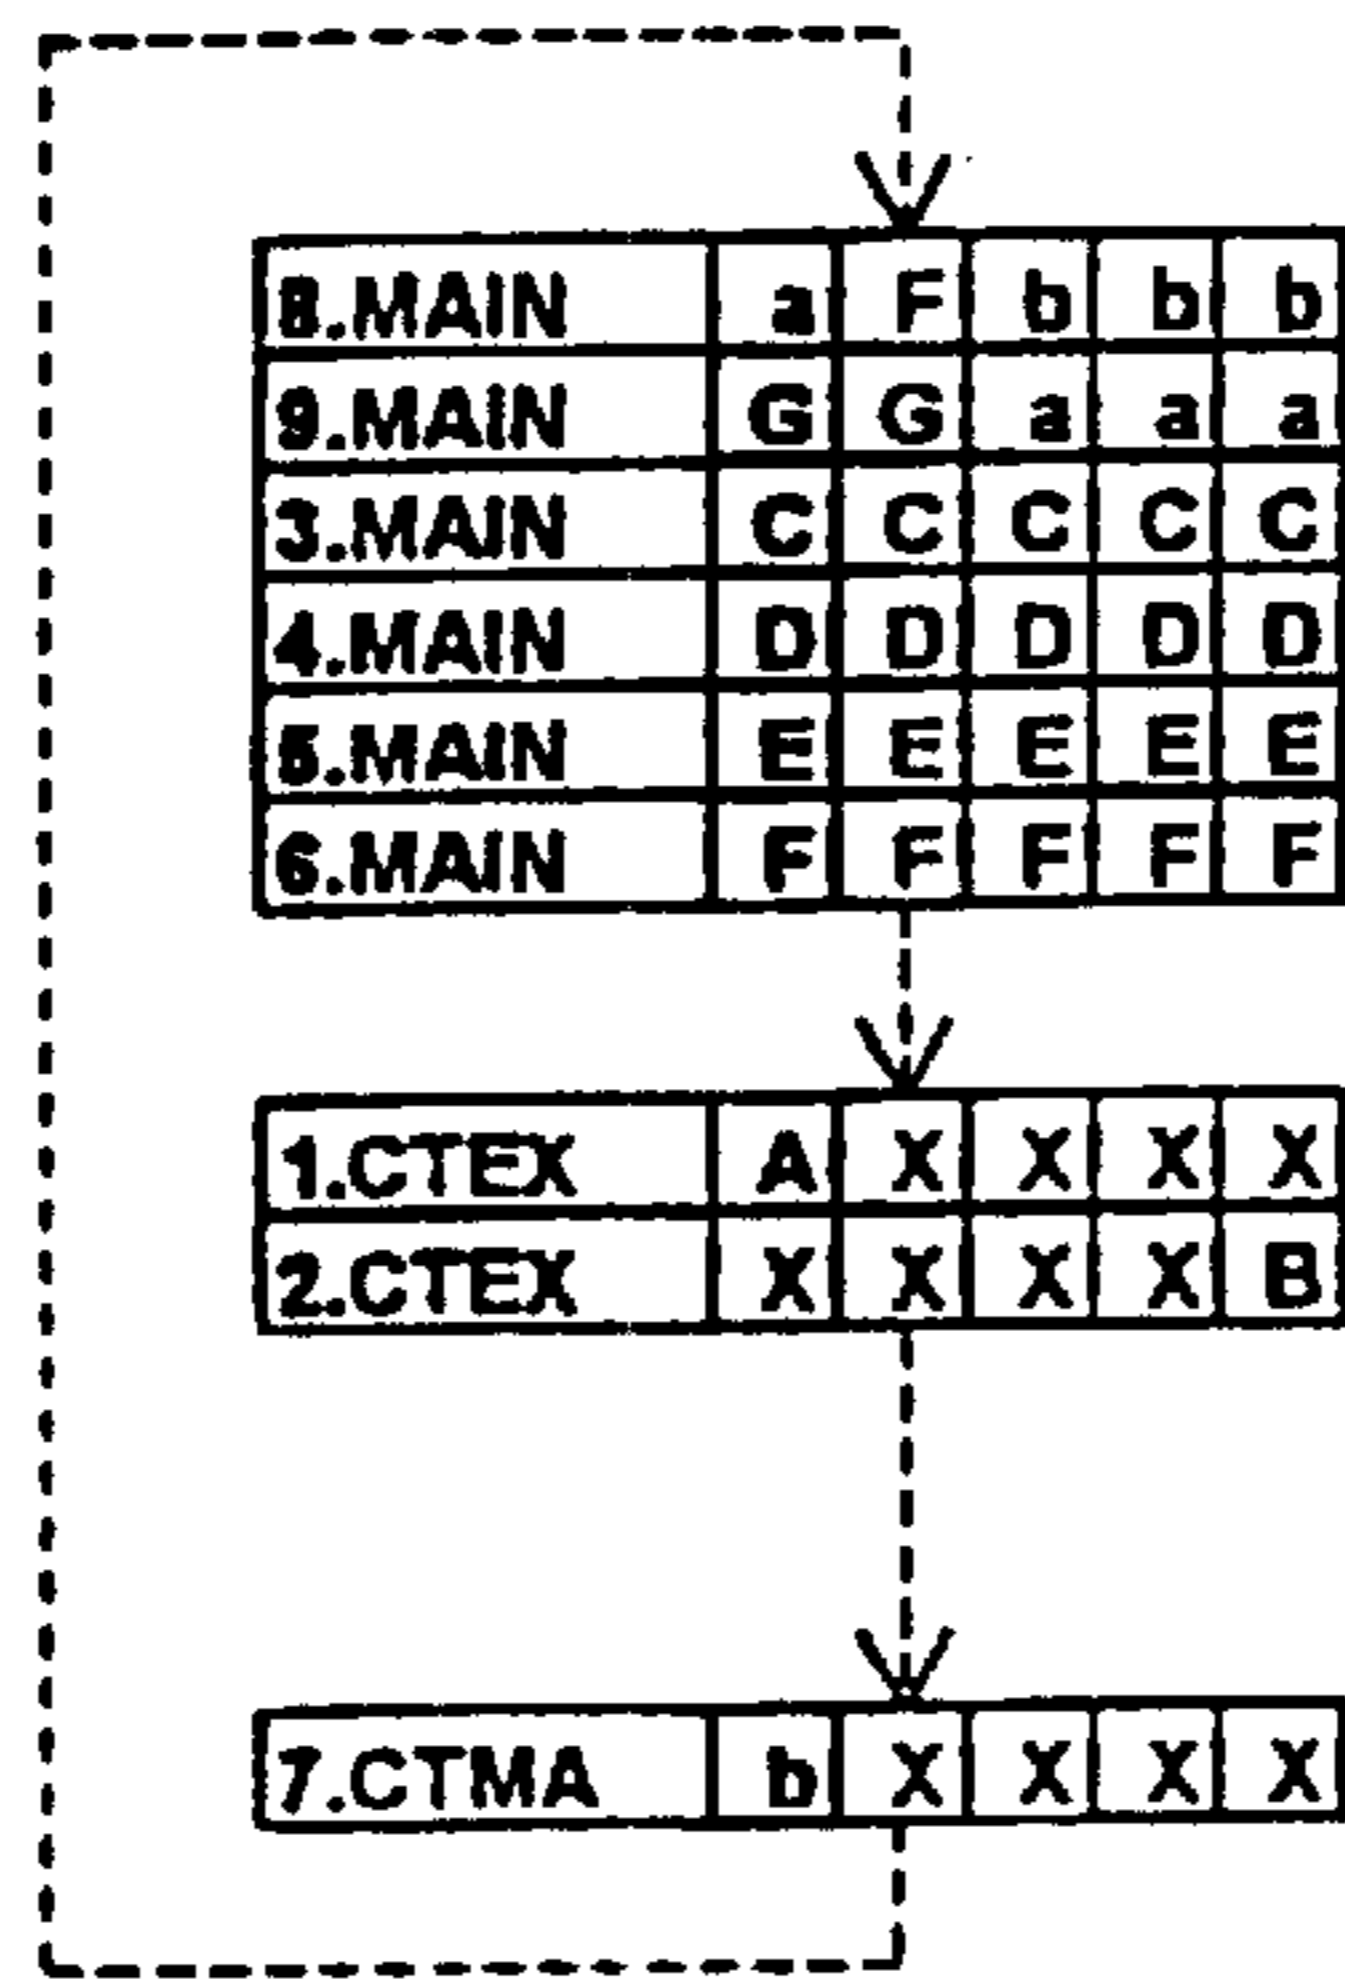 8.MAIN a F b b b
9.MAIN G G a a a
3.MAIN C C C C C
4.MAIN D D D D D
5.MAIN E E E E E
6.MAIN F F F F F
1.CTEX A X X X X
2.CTEX X X X X B
7.CTMA b X X X X